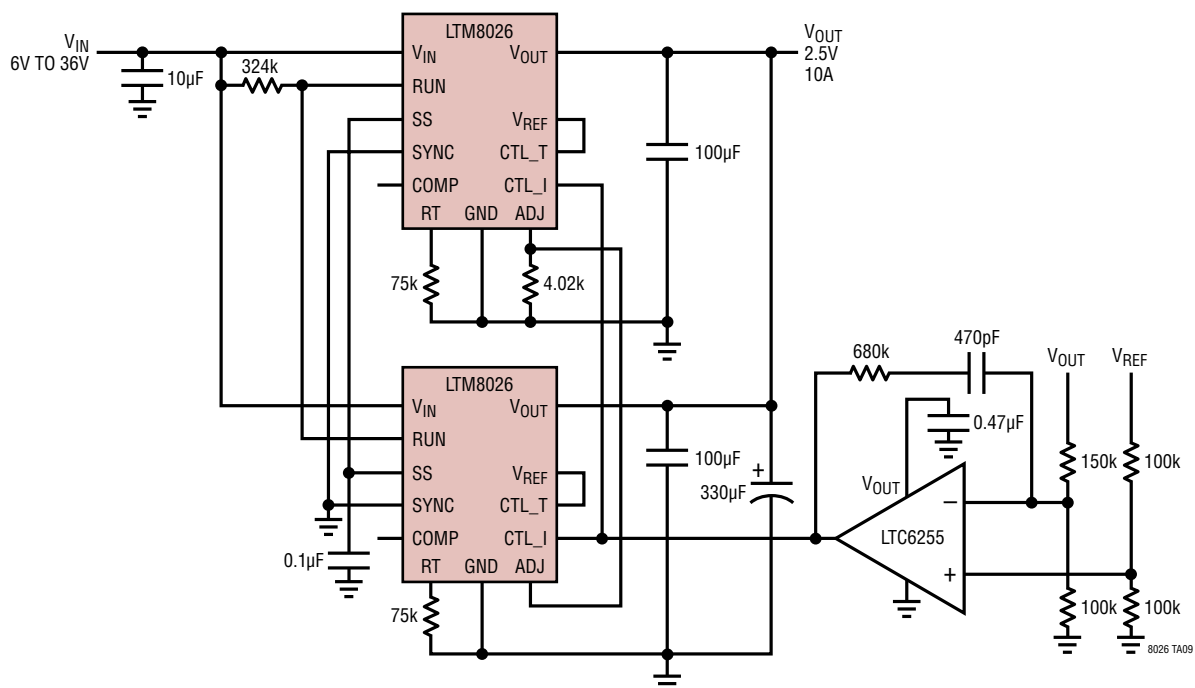 LTM8026
V_IN
6V TO 36V
V_IN
V_OUT
V_OUT
2.5V
10A
10µF
324k
RUN
SS
V_REF
SYNC
CTL_T
100µF
COMP
CTL_I
RT GND ADJ
75k
4.02k
LTM8026
V_IN
V_OUT
RUN
SS
V_REF
100µF
SYNC
CTL_T
+
330µF
COMP
CTL_I
0.1µF
RT GND ADJ
75k
680k
470pF
V_OUT
V_REF
0.47µF
150k
100k
V_OUT
–
LTC6255
+
100k
100k
8026 TA09